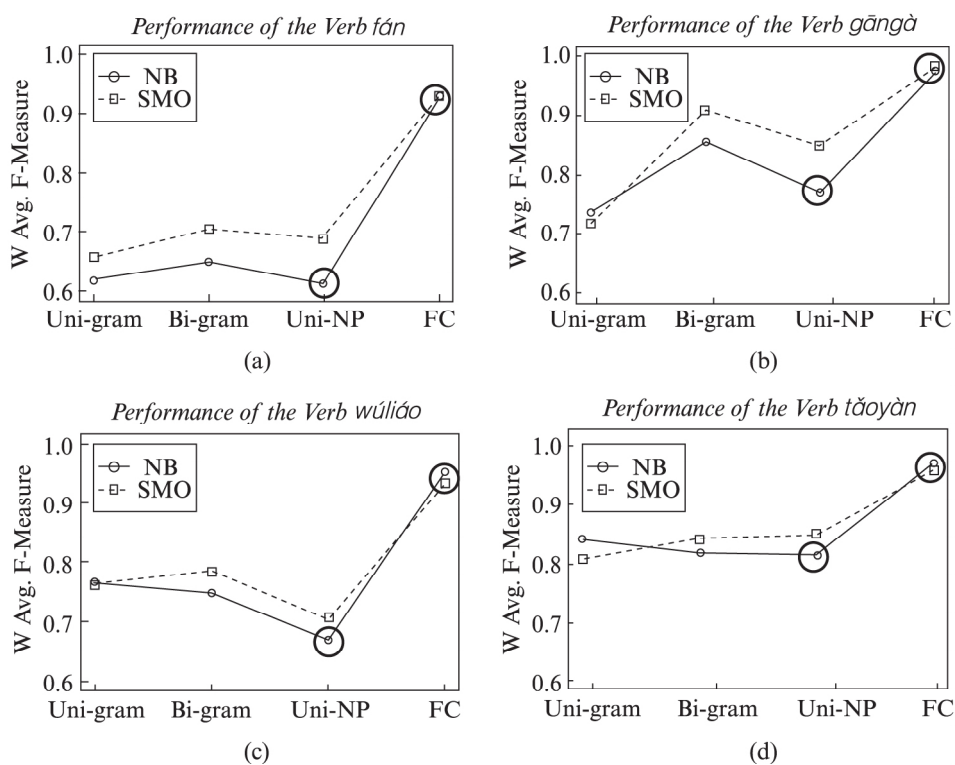 Performance of the Verb fán
W Avg. F-Measure
1.0
0.9
0.8
0.7
0.6
NB
SMO
Uni-gram Bi-gram Uni-NP FC
(a)
Performance of the Verb gāngà
W Avg. F-Measure
1.0
0.9
0.8
0.7
0.6
NB
SMO
Uni-gram Bi-gram Uni-NP FC
(b)
Performance of the Verb wúliáo
W Avg. F-Measure
1.0
0.9
0.8
0.7
0.6
NB
SMO
Uni-gram Bi-gram Uni-NP FC
(c)
Performance of the Verb tǎoyàn
W Avg. F-Measure
1.0
0.9
0.8
0.7
0.6
NB
SMO
Uni-gram Bi-gram Uni-NP FC
(d)